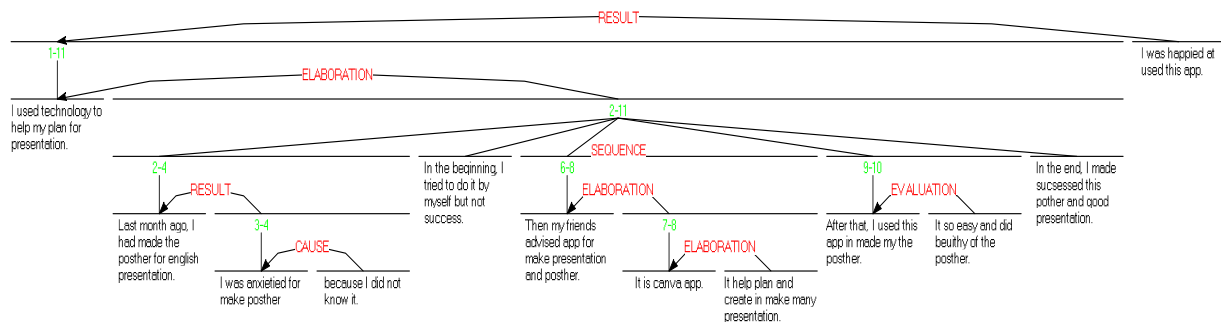 RESULT
1-11
I was happied at
used this app.
ELABORATION
I used technology to
help my plan for
presentation.
2-11
SEQUENCE
2-4
In the beginning, I
tried to do it by
myself but not
success.
6-8
9-10
In the end, I made
sucsessed this
pother and good
presentation.
RESULT
ELABORATION
EVALUATION
Last month ago, I
had made the
posther for english
presentation.
3-4
Then my friends
advised app for
make presentation
and posther.
7-8
After that, I used this
app in made my the
posther.
It so easy and did
beuithy of the
posther.
CAUSE
ELABORATION
I was anxietied for
make posther
because I did not
know it.
It is canva app.
It help plan and
create in make many
presentation.